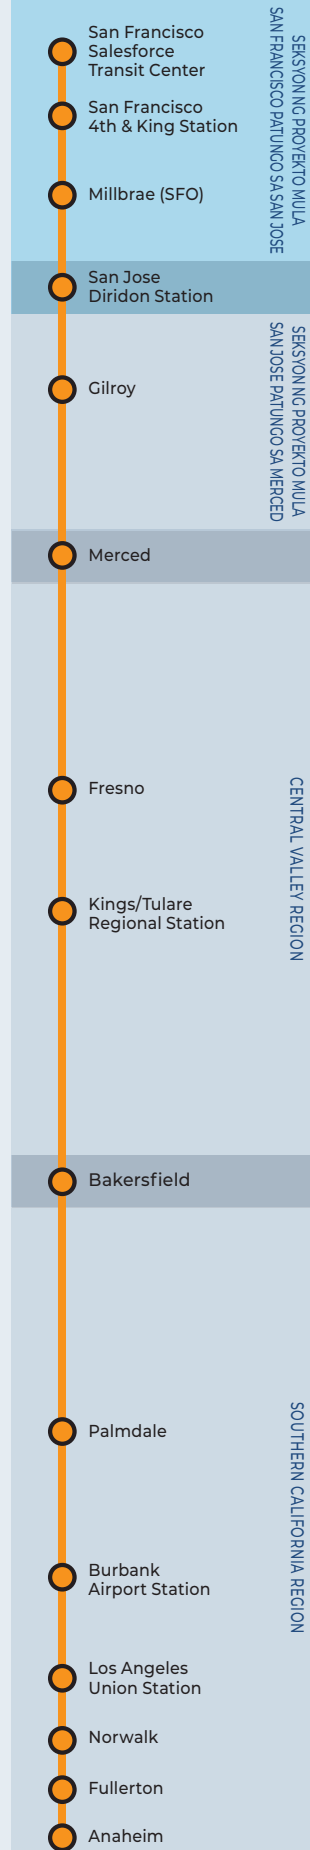 San Francisco
Salesforce
Transit Center
San Francisco
4th & King Station
Millbrae (SFO)
SEKSYON NG PROYEKTO MULA
SAN FRANCISCO PATUNGO SA SAN JOSE
San Jose
Diridon Station
Gilroy
SEKSYON NG PROYEKTO MULA
SAN JOSE PATUNGO SA MERCED
Merced
Fresno
Kings/Tulare
Regional Station
CENTRAL VALLEY REGION
Bakersfield
Palmdale
Burbank
Airport Station
Los Angeles
Union Station
Norwalk
Fullerton
Anaheim
SOUTHERN CALIFORNIA REGION